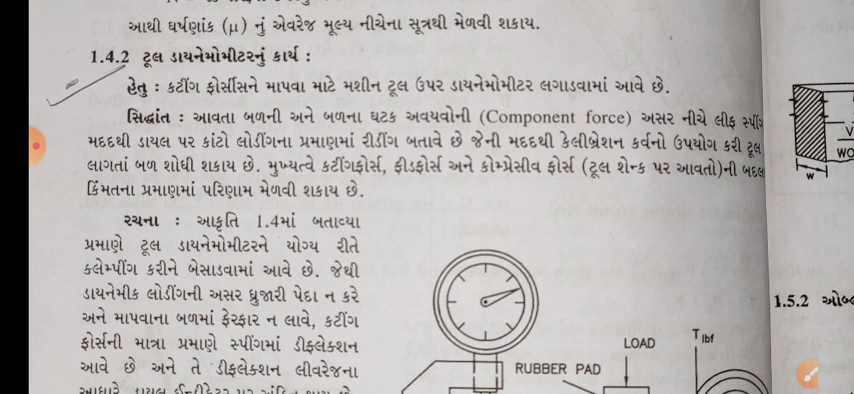 આથી ઘર્ષણાંક (μ) નું એવરેજ મૂલ્ય નીચેના સૂત્રથી મેળવી શકાય.
1.4.2 ટૂલ ડાયનેમોમીટરનું કાર્ય :
હેતુ : કટીંગ ફોર્સીસને માપવા માટે મશીન ટૂલ ઉપર ડાયનેમોમીટર લગાડવામાં આવે છે.
સિદ્ધાંત : આવતા બળની અને બળના ઘટક અવયવોની (Component force) અસર નીચે લીફ સ્પીંગ
મદદથી ડાયલ પર કાંટો લોડીંગના પ્રમાણમાં રીડીંગ બતાવે છે જેની મદદથી કેલીબ્રેશન કર્વનો ઉપયોગ કરી ટૂલ
લાગતાં બળ શોધી શકાય છે. મુખ્યત્વે કટીંગફોર્સ, ફીડફોર્સ અને કોમ્પ્રેસીવ ફોર્સ (ટૂલ શેન્ક પર આવતો)ની બદલ
કિંમતના પ્રમાણમાં પરિણામ મેળવી શકાય છે.
રચના : આકૃતિ 1.4માં બતાવ્યા
પ્રમાણે ટૂલ ડાયનેમોમીટરને યોગ્ય રીતે
ક્લેમ્પીંગ કરીને બેસાડવામાં આવે છે. જેથી
ડાયનેમીક લોડીંગની અસર ધ્રુજારી પેદા ન કરે
અને માપવાના બળમાં ફેરફાર ન લાવે, કટીંગ
ફોર્સની માત્રા પ્રમાણે સ્પીંગમાં ડીફલેક્શન
આવે છે અને તે ડીફલેક્શન લીવરેજના
LOAD
RUBBER PAD
T lbf
V
WO
w
1.5.2